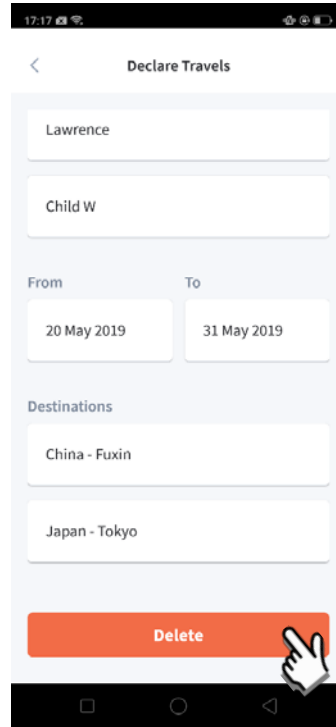 17:17
Declare Travels
Lawrence
Child W
From To
20 May 2019 31 May 2019
Destinations
China - Fuxin
Japan - Tokyo
Delete